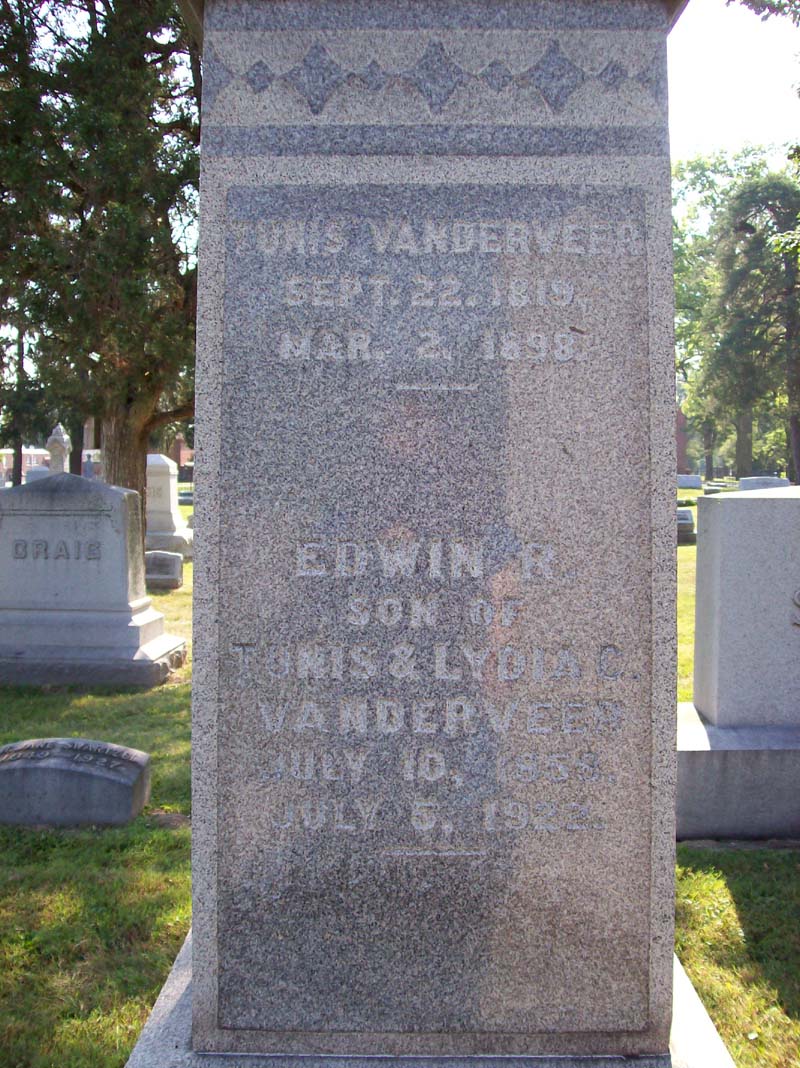 TUNIS VANDERVEER
SEPT. 22. 1819.
MAR. 2. 1898.
EDWIN R.
SON OF
TUNIS & LYDIA C.
VANDERVEER
JULY 10, 1858.
JULY 5, 1922.
CRAIG